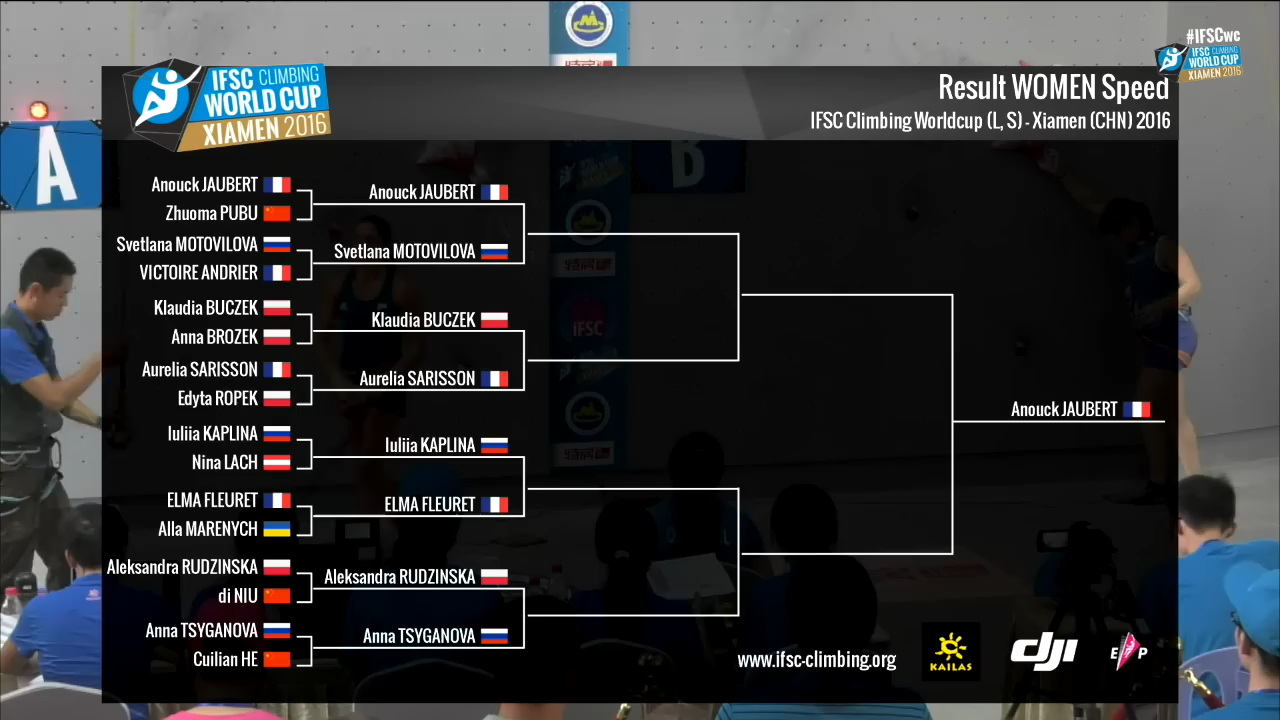 #IFSCwc
IFSC CLIMBING
WORLD CUP
XIAMEN 2016
IFSC CLIMBING
WORLD CUP
XIAMEN 2016
Result WOMEN Speed
IFSC Climbing Worldcup (L, S) - Xiamen (CHN) 2016
A
B
Anouck JAUBERT
Zhuoma PUBU
Svetlana MOTOVILOVA
VICTOIRE ANDRIER
Klaudia BUCZEK
Anna BROZEK
Aurelia SARISSON
Edyta ROPEK
Iuliia KAPLINA
Nina LACH
ELMA FLEURET
Alla MARENYCH
Aleksandra RUDZINSKA
di NIU
Anna TSYGANOVA
Cuilian HE
Anouck JAUBERT
Svetlana MOTOVILOVA
Klaudia BUCZEK
Aurelia SARISSON
Iuliia KAPLINA
ELMA FLEURET
Aleksandra RUDZINSKA
Anna TSYGANOVA
Anouck JAUBERT
IFSC
www.ifsc-climbing.org
KAILAS
dji
E P